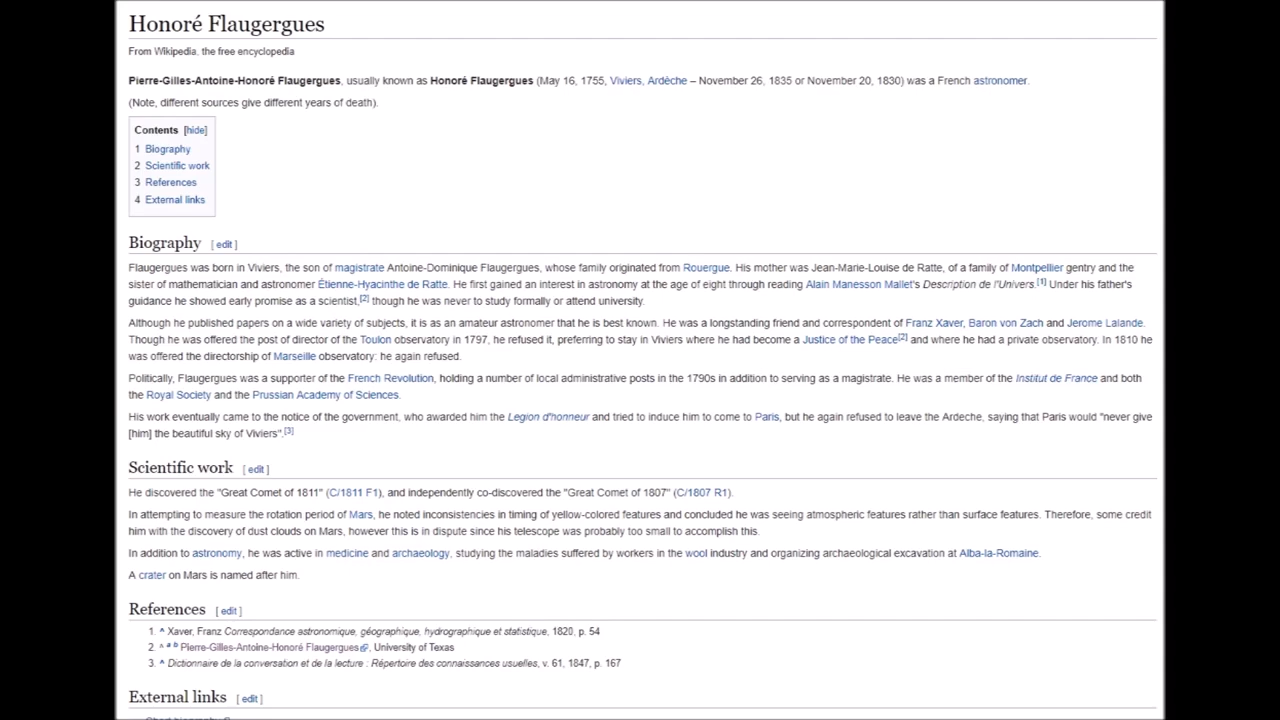 Honoré Flaugergues
From Wikipedia, the free encyclopedia
Pierre-Gilles-Antoine-Honoré Flaugergues, usually known as Honoré Flaugergues (May 16, 1755, Viviers, Ardèche – November 26, 1835 or November 20, 1830) was a French astronomer.
(Note, different sources give different years of death).
Contents [hide]
1 Biography
2 Scientific work
3 References
4 External links
Biography [ edit ]
Flaugergues was born in Viviers, the son of magistrate Antoine-Dominique Flaugergues, whose family originated from Rouergue. His mother was Jean-Marie-Louise de Ratte, of a family of Montpellier gentry and the
sister of mathematician and astronomer Étienne-Hyacinthe de Ratte. He first gained an interest in astronomy at the age of eight through reading Alain Manesson Mallet's Description de l'Univers.[1] Under his father's
guidance he showed early promise as a scientist,[2] though he was never to study formally or attend university.
Although he published papers on a wide variety of subjects, it is as an amateur astronomer that he is best known. He was a longstanding friend and correspondent of Franz Xaver, Baron von Zach and Jerome Lalande.
Though he was offered the post of director of the Toulon observatory in 1797, he refused it, preferring to stay in Viviers where he had become a Justice of the Peace[2] and where he had a private observatory. In 1810 he
was offered the directorship of Marseille observatory: he again refused.
Politically, Flaugergues was a supporter of the French Revolution, holding a number of local administrative posts in the 1790s in addition to serving as a magistrate. He was a member of the Institut de France and both
the Royal Society and the Prussian Academy of Sciences.
His work eventually came to the notice of the government, who awarded him the Legion d'honneur and tried to induce him to come to Paris, but he again refused to leave the Ardeche, saying that Paris would "never give
[him] the beautiful sky of Viviers".[3]
Scientific work [ edit ]
He discovered the "Great Comet of 1811" (C/1811 F1), and independently co-discovered the "Great Comet of 1807" (C/1807 R1).
In attempting to measure the rotation period of Mars, he noted inconsistencies in timing of yellow-colored features and concluded he was seeing atmospheric features rather than surface features. Therefore, some credit
him with the discovery of dust clouds on Mars, however this is in dispute since his telescope was probably too small to accomplish this.
In addition to astronomy, he was active in medicine and archaeology, studying the maladies suffered by workers in the wool industry and organizing archaeological excavation at Alba-la-Romaine.
A crater on Mars is named after him.
References [ edit ]
1. ^ Xaver, Franz Correspondance astronomique, géographique, hydrographique et statistique, 1820, p. 54
2. ^ a b Pierre-Gilles-Antoine-Honoré Flaugergues, University of Texas
3. ^ Dictionnaire de la conversation et de la lecture : Répertoire des connaissances usuelles, v. 61, 1847, p. 167
External links [ edit ]